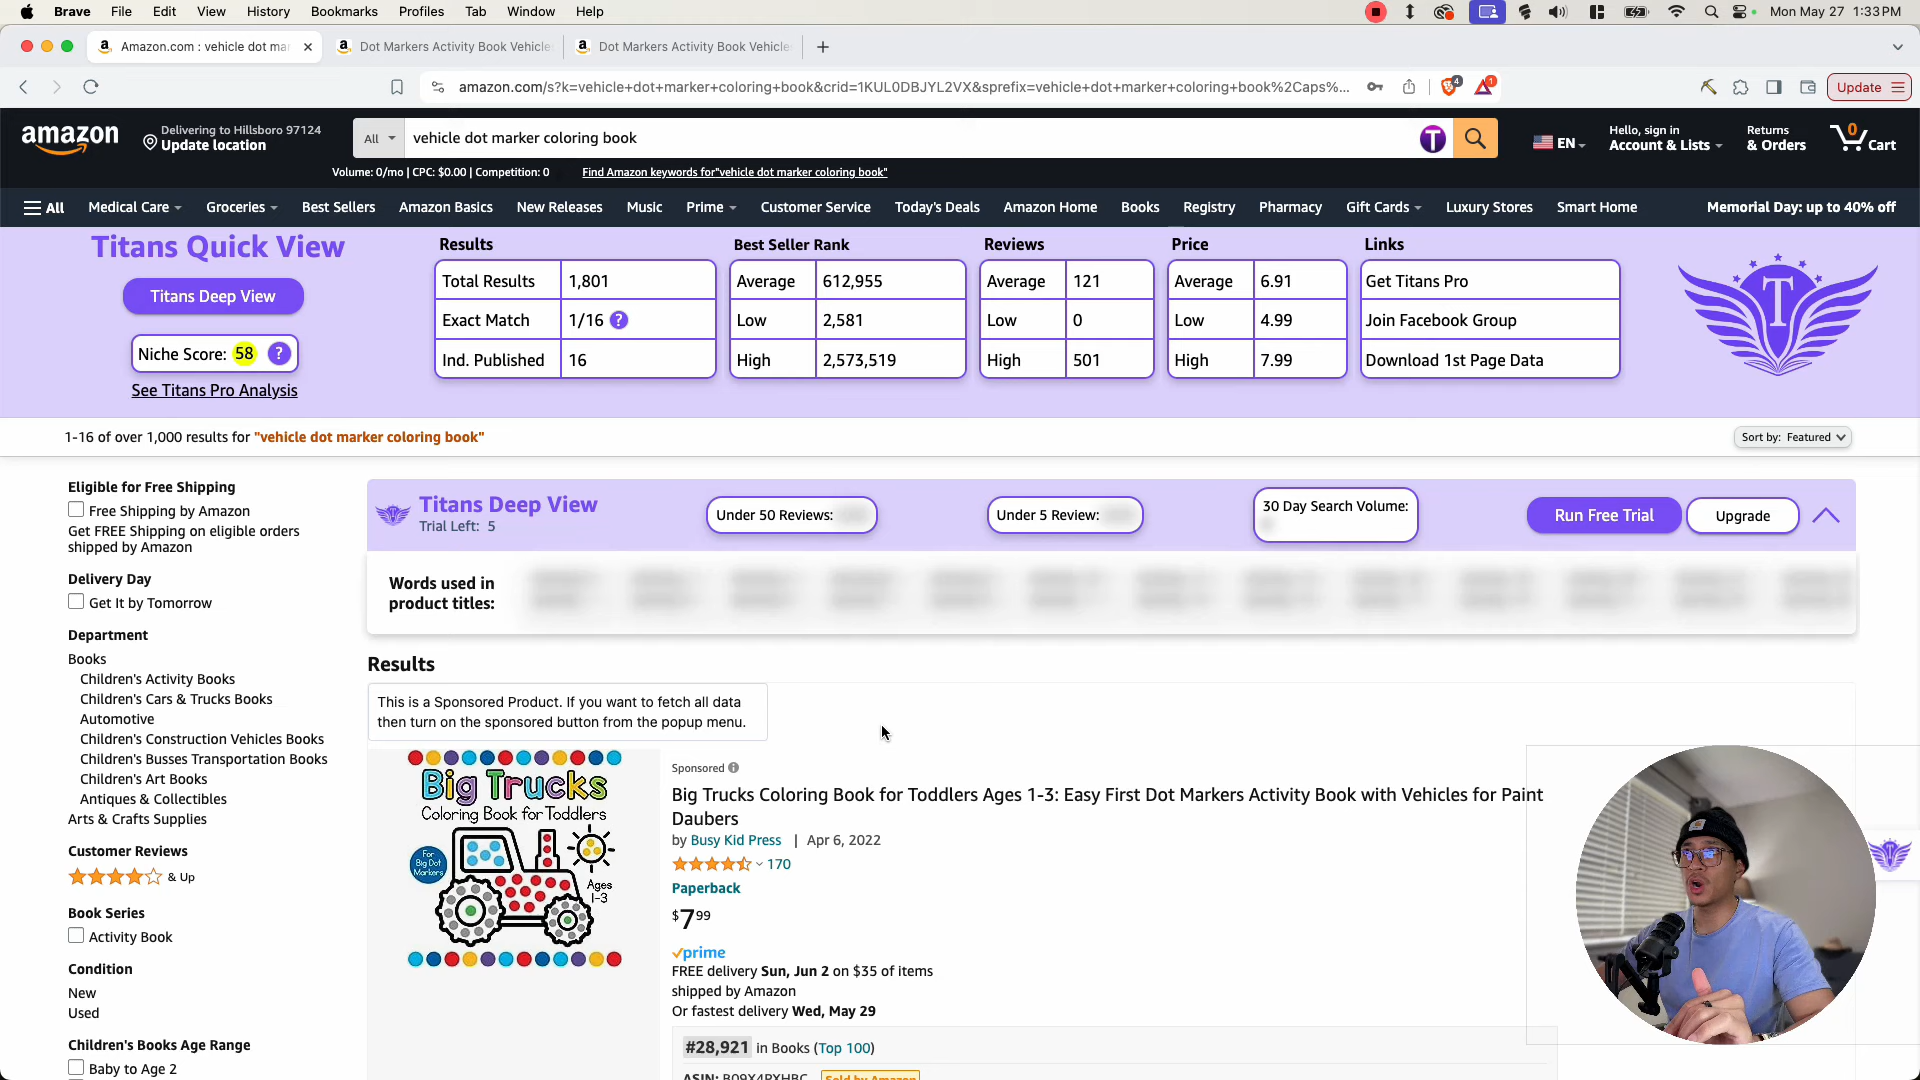 Brave File Edit View History Bookmarks Profiles Tab Window Help
Mon May 27 1:33 PM
Amazon.com : vehicle dot ma
Dot Markers Activity Book Vehicle
Dot Markers Activity Book Vehicle
amazon.com/s?k=vehicle+dot+marker+coloring+book&crid=1KUL0DBJYL2VX&sprefix=vehicle+dot+marker+coloring+book%2Caps%...
4
1
Update
amazon
Delivering to Hillsboro 97124
Update location
All
vehicle dot marker coloring book
T
EN
Hello, sign in
Account & Lists
Returns
& Orders
0
Cart
Volume: 0/mo | CPC: $0.00 | Competition: 0
Find Amazon keywords for"vehicle dot marker coloring book"
All Medical Care Groceries Best Sellers Amazon Basics New Releases Music Prime Customer Service Today's Deals Amazon Home Books Registry Pharmacy Gift Cards Luxury Stores Smart Home
Memorial Day: up to 40% off
Titans Quick View
Titans Deep View
Niche Score: 58 ?
See Titans Pro Analysis
Results
Total Results 1,801
Exact Match 1/16 ?
Ind. Published 16
Best Seller Rank
Average 612,955
Low 2,581
High 2,573,519
Reviews
Average 121
Low 0
High 501
Price
Average 6.91
Low 4.99
High 7.99
Links
Get Titans Pro
Join Facebook Group
Download 1st Page Data
T
1-16 of over 1,000 results for "vehicle dot marker coloring book"
Sort by: Featured
Eligible for Free Shipping
Free Shipping by Amazon
Get FREE Shipping on eligible orders
shipped by Amazon
Delivery Day
Get It by Tomorrow
Department
Books
Children's Activity Books
Children's Cars & Trucks Books
Automotive
Children's Construction Vehicles Books
Children's Busses Transportation Books
Children's Art Books
Antiques & Collectibles
Arts & Crafts Supplies
Customer Reviews
& Up
Book Series
Activity Book
Condition
New
Used
Children's Books Age Range
Baby to Age 2
Titans Deep View
Trial Left: 5
Under 50 Reviews:
Under 5 Review:
30 Day Search Volume:
Run Free Trial
Upgrade
Words used in
product titles:
Results
This is a Sponsored Product. If you want to fetch all data
then turn on the sponsored button from the popup menu.
Big Trucks
Coloring Book for Toddlers
For
Big Dot
Markers
Ages
1-3
Sponsored
Big Trucks Coloring Book for Toddlers Ages 1-3: Easy First Dot Markers Activity Book with Vehicles for Paint
Daubers
by Busy Kid Press | Apr 6, 2022
170
Paperback
$7 99
prime
FREE delivery Sun, Jun 2 on $35 of items
shipped by Amazon
Or fastest delivery Wed, May 29
#28,921 in Books (Top 100)
ASIN: B09X4PXHBC Sold by Amazon